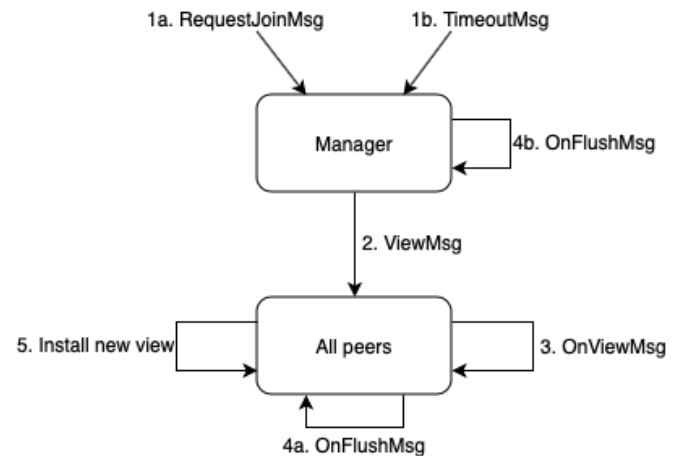 1a. RequestJoinMsg
1b. TimeoutMsg
Manager
4b. OnFlushMsg
2. ViewMsg
5. Install new view
All peers
3. OnViewMsg
4a. OnFlushMsg